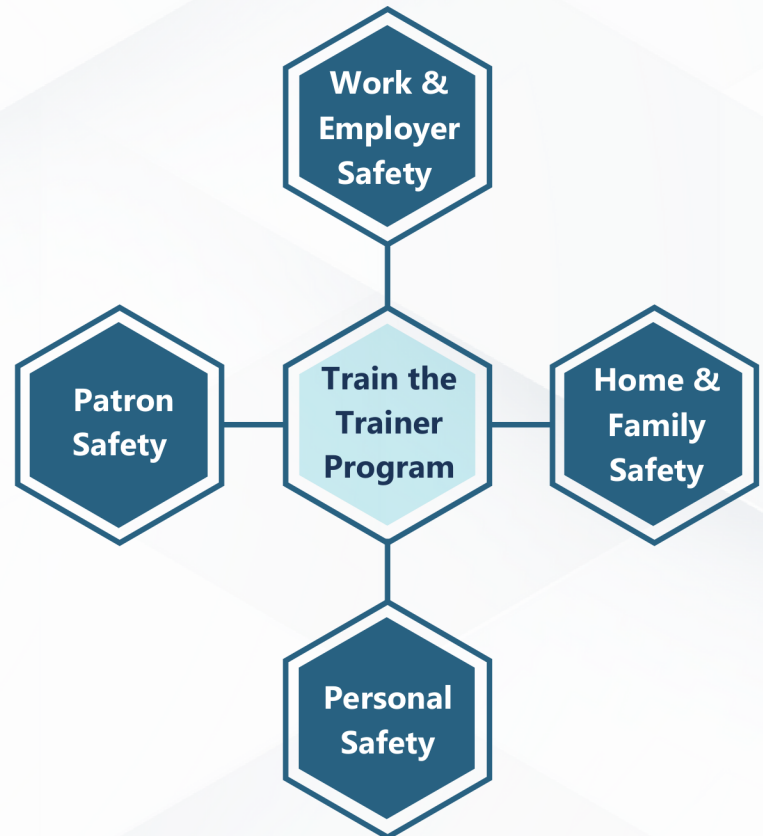 Work &
Employer
Safety
Patron
Safety
Train the
Trainer
Program
Home &
Family
Safety
Personal
Safety